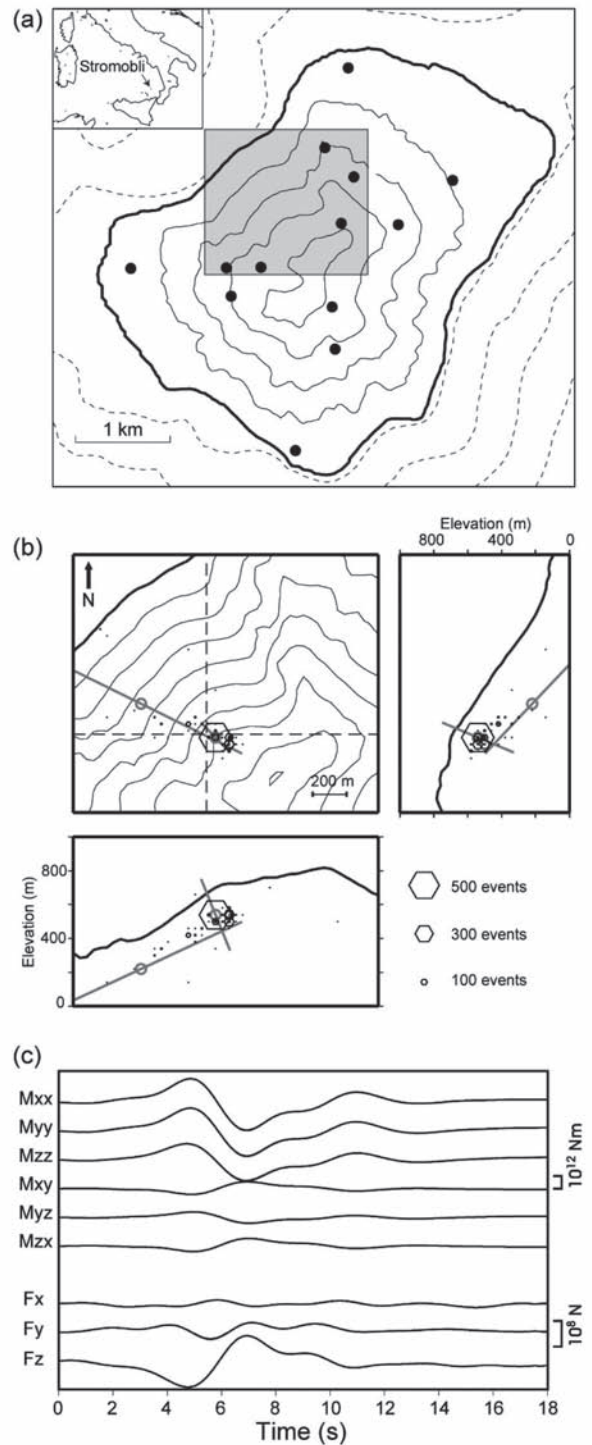 (a)
Stromobli
1 km
(b)
N
200 m
Elevation (m)
800 400 0
Elevation (m)
800
400
0
500 events
300 events
100 events
(c)
Mxx
Myy
Mzz
Mxy
Myz
Mzx
Fx
Fy
Fz
10¹² Nm
10⁸ N
0 2 4 6 8 10 12 14 16 18
Time (s)